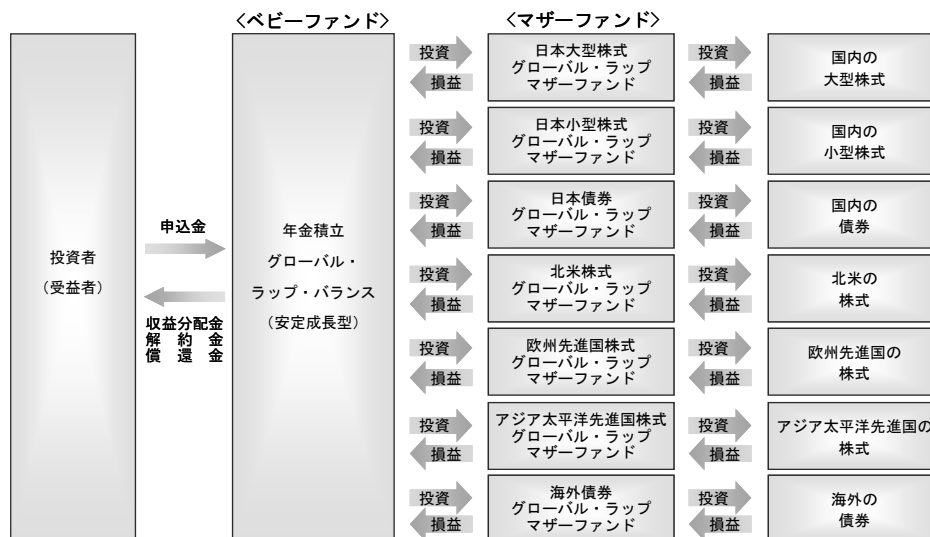 <ベビーファンド>
<マザーファンド>
投資者
(受益者)
申込金
収益分配金
解約金
償還金
年金積立
グローバル・
ラップ・バランス
(安定成長型)
投資
損益
日本大型株式
グローバル・ラップ
マザーファンド
投資
損益
国内の
大型株式
投資
損益
日本小型株式
グローバル・ラップ
マザーファンド
投資
損益
国内の
小型株式
投資
損益
日本債券
グローバル・ラップ
マザーファンド
投資
損益
国内の
債券
投資
損益
北米株式
グローバル・ラップ
マザーファンド
投資
損益
北米の
株式
投資
損益
欧州先進国株式
グローバル・ラップ
マザーファンド
投資
損益
欧州先進国の
株式
投資
損益
アジア太平洋先進国株式
グローバル・ラップ
マザーファンド
投資
損益
アジア太平洋先進国の
株式
投資
損益
海外債券
グローバル・ラップ
マザーファンド
投資
損益
海外の
債券